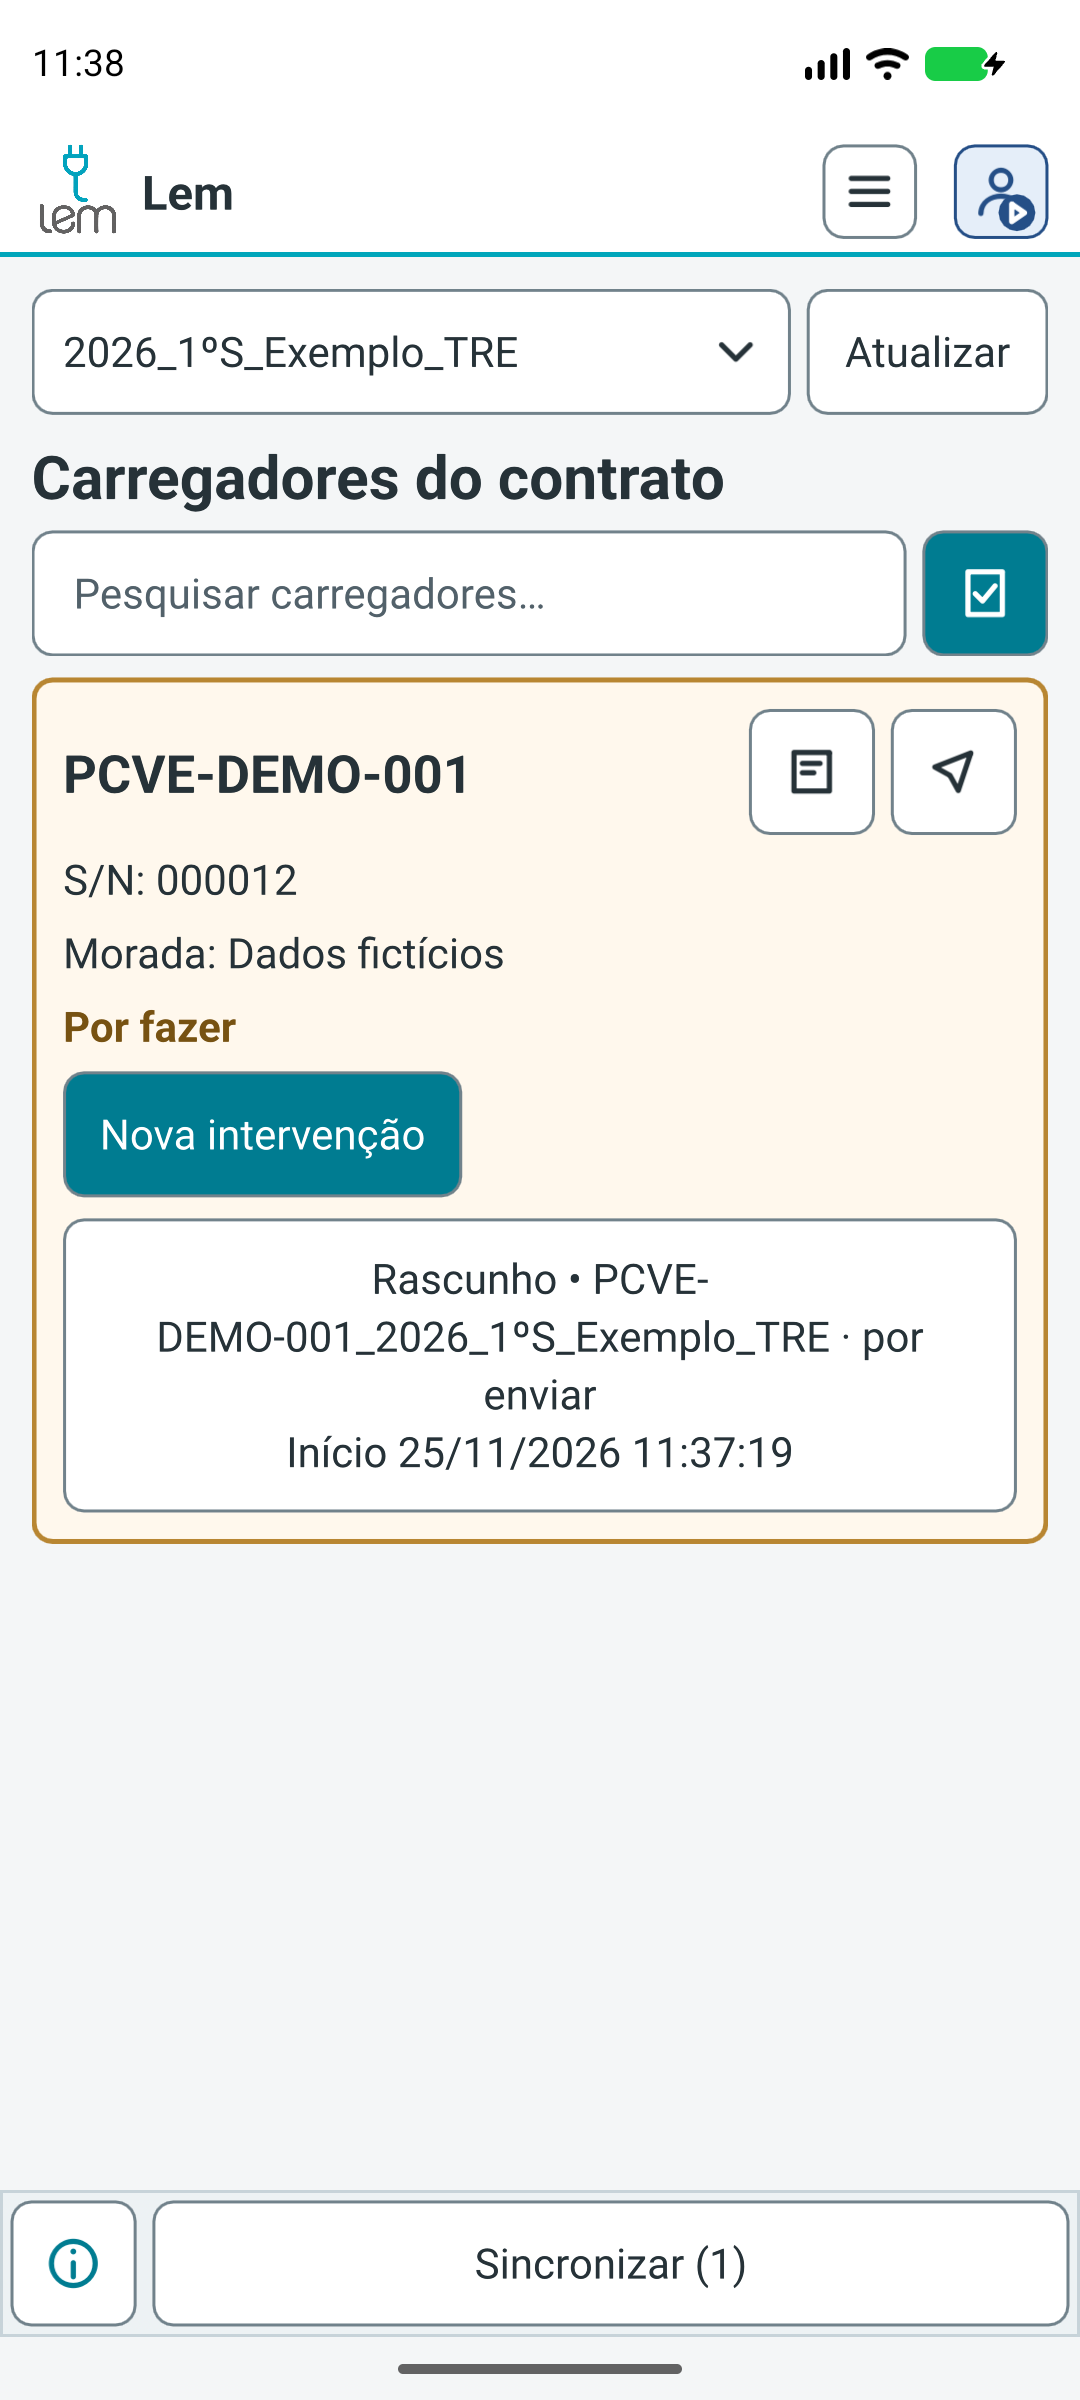 11:38
lem
Lem
2026_1ºS_Exemplo_TRE
Atualizar
Carregadores do contrato
Pesquisar carregadores...
PCVE-DEMO-001
S/N: 000012
Morada: Dados fictícios
Por fazer
Nova intervenção
Rascunho • PCVE-
DEMO-001_2026_1ºS_Exemplo_TRE · por
enviar
Início 25/11/2026 11:37:19
Sincronizar (1)